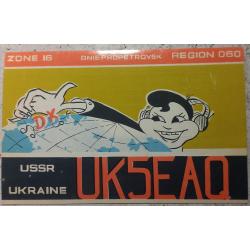 ZONE 16 DNIEPROPETROVSK REGION 060
DX
USSR
UKRAINE
UK5EAQ